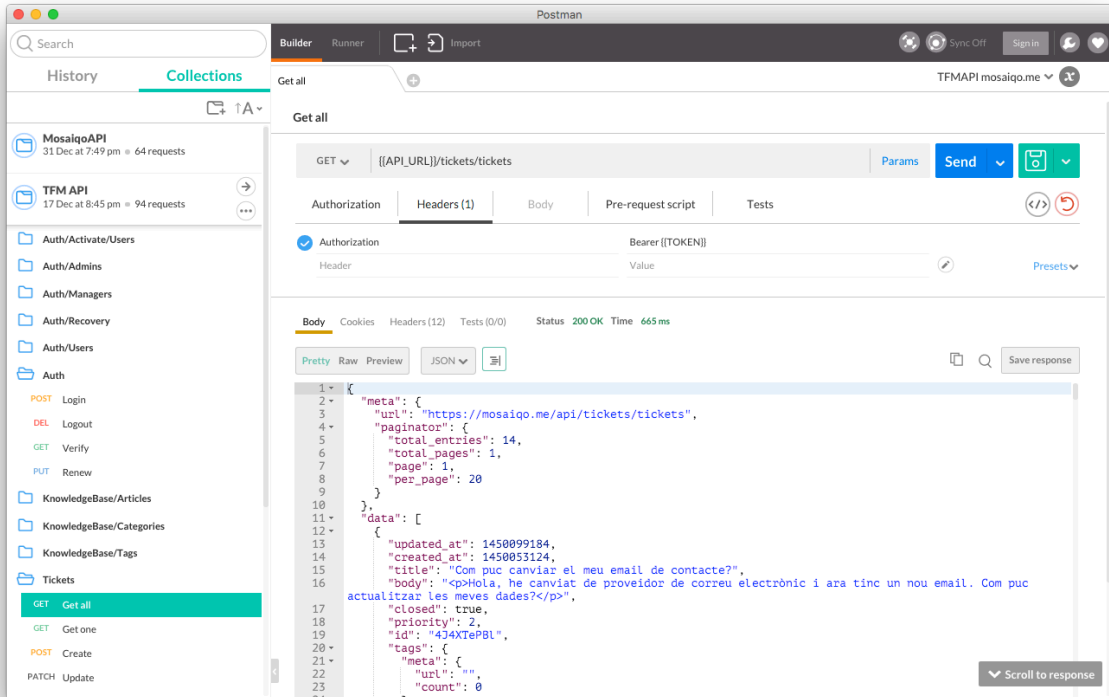 Postman
Search
History Collections
A
MosaiqoAPI
31 Dec at 7:49 pm 64 requests
TFM API
17 Dec at 8:45 pm 94 requests
Auth/Activate/Users
Auth/Admins
Auth/Managers
Auth/Recovery
Auth/Users
Auth
POST Login
DEL Logout
GET Verify
PUT Renew
KnowledgeBase/Articles
KnowledgeBase/Categories
KnowledgeBase/Tags
Tickets
GET Get all
GET Get one
POST Create
PATCH Update
Builder Runner Import Sync Off Sign in
Get all TFMAPI mosaiqo.me x
Get all
GET {{API_URL}}/tickets/tickets Params Send
Authorization Headers (1) Body Pre-request script Tests </>
Authorization Bearer {{TOKEN}}
Header Value Presets
Body Cookies Headers (12) Tests (0/0) Status 200 OK Time 665 ms
Pretty Raw Preview JSON Save response
1 {
2 "meta": {
3 "url": "https://mosaiqo.me/api/tickets/tickets",
4 "paginator": {
5 "total_entries": 14,
6 "total_pages": 1,
7 "page": 1,
8 "per_page": 20
9 }
10 },
11 "data": [
12 {
13 "updated_at": 1450099184,
14 "created_at": 1450053124,
15 "title": "Com puc canviar el meu email de contacte?",
16 "body": "<p>Hola, he canviat de proveidor de correu electrònic i ara tinc un nou email. Com puc
actualitzar les meves dades?</p>",
17 "closed": true,
18 "priority": 2,
19 "id": "4J4XTePBl",
20 "tags": {
21 "meta": {
22 "url": "",
23 "count": 0
Scroll to response